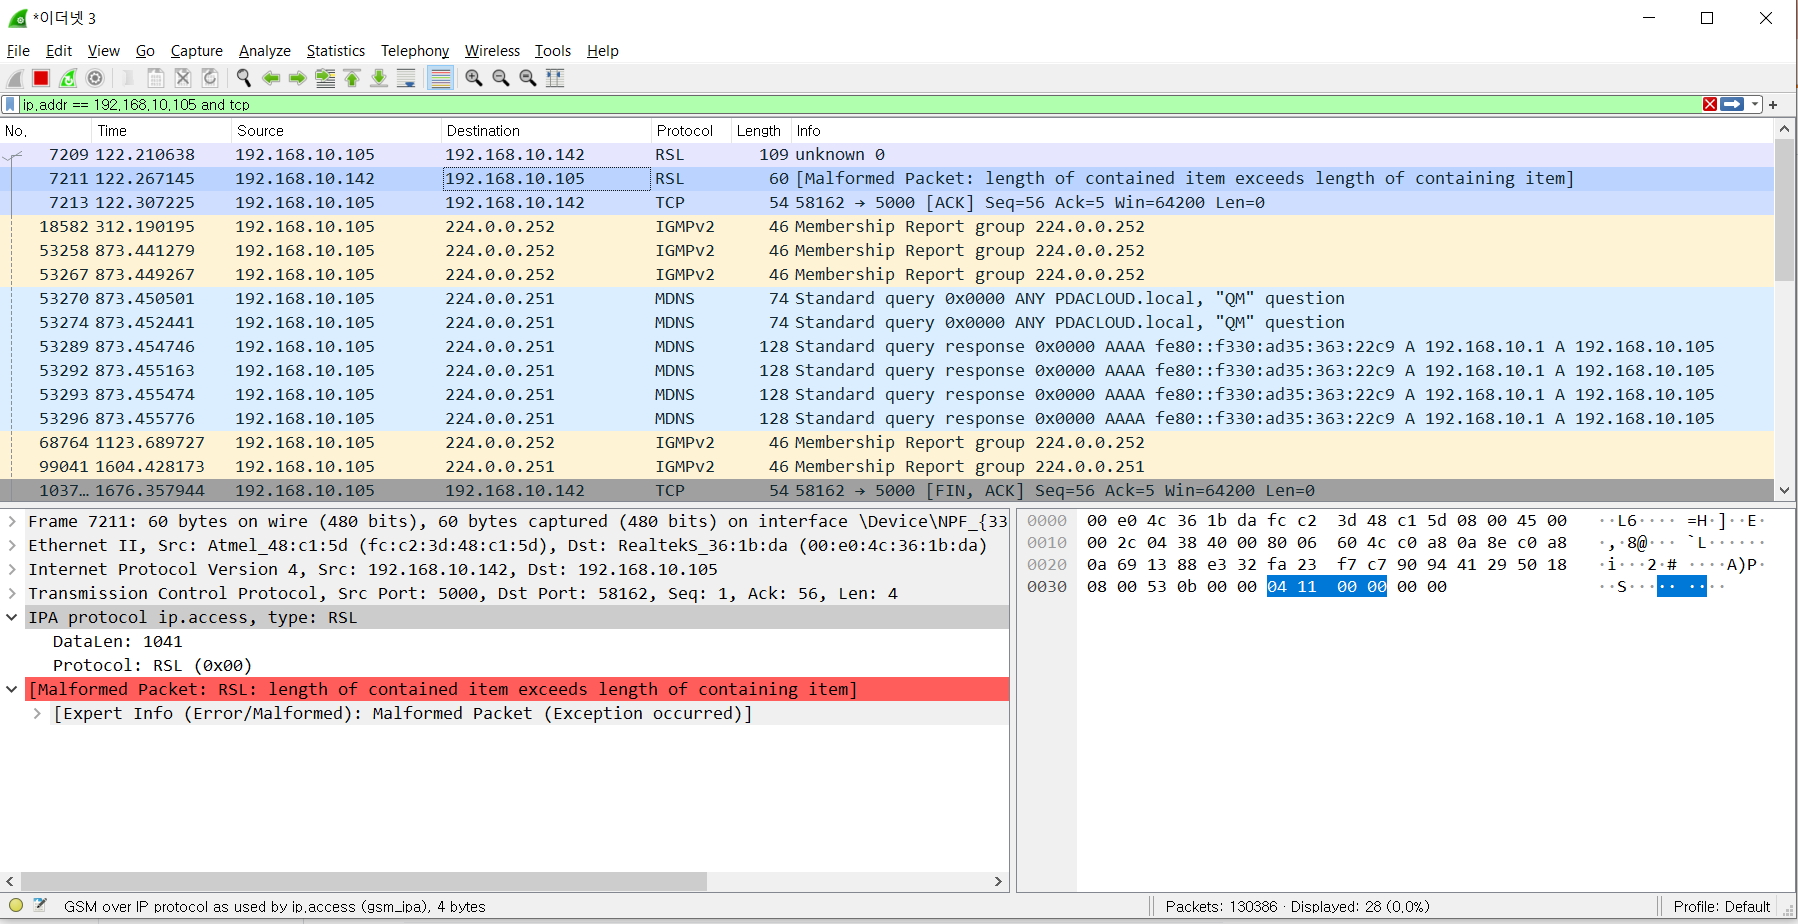 *이더넷 3
File Edit View Go Capture Analyze Statistics Telephony Wireless Tools Help
ip.addr == 192.168.10.105 and tcp
No. Time Source Destination Protocol Length Info
7209 122.210638 192.168.10.105 192.168.10.142 RSL 109 unknown 0
7211 122.267145 192.168.10.142 192.168.10.105 RSL 60 [Malformed Packet: length of contained item exceeds length of containing item]
7213 122.307225 192.168.10.105 192.168.10.142 TCP 54 58162 → 5000 [ACK] Seq=56 Ack=5 Win=64200 Len=0
18582 312.190195 192.168.10.105 224.0.0.252 IGMPv2 46 Membership Report group 224.0.0.252
53258 873.441279 192.168.10.105 224.0.0.252 IGMPv2 46 Membership Report group 224.0.0.252
53267 873.449267 192.168.10.105 224.0.0.252 IGMPv2 46 Membership Report group 224.0.0.252
53270 873.450501 192.168.10.105 224.0.0.251 MDNS 74 Standard query 0x0000 ANY PDACLOUD.local, "QM" question
53274 873.452441 192.168.10.105 224.0.0.251 MDNS 74 Standard query 0x0000 ANY PDACLOUD.local, "QM" question
53289 873.454746 192.168.10.105 224.0.0.251 MDNS 128 Standard query response 0x0000 AAAA fe80::f330:ad35:363:22c9 A 192.168.10.1 A 192.168.10.105
53292 873.455163 192.168.10.105 224.0.0.251 MDNS 128 Standard query response 0x0000 AAAA fe80::f330:ad35:363:22c9 A 192.168.10.1 A 192.168.10.105
53293 873.455474 192.168.10.105 224.0.0.251 MDNS 128 Standard query response 0x0000 AAAA fe80::f330:ad35:363:22c9 A 192.168.10.1 A 192.168.10.105
53296 873.455776 192.168.10.105 224.0.0.251 MDNS 128 Standard query response 0x0000 AAAA fe80::f330:ad35:363:22c9 A 192.168.10.1 A 192.168.10.105
68764 1123.689727 192.168.10.105 224.0.0.252 IGMPv2 46 Membership Report group 224.0.0.252
99041 1604.428173 192.168.10.105 224.0.0.251 IGMPv2 46 Membership Report group 224.0.0.251
1037… 1676.357944 192.168.10.105 192.168.10.142 TCP 54 58162 → 5000 [FIN, ACK] Seq=56 Ack=5 Win=64200 Len=0
Frame 7211: 60 bytes on wire (480 bits), 60 bytes captured (480 bits) on interface \Device\NPF_{33
Ethernet II, Src: Atmel_48:c1:5d (fc:c2:3d:48:c1:5d), Dst: RealtekS_36:1b:da (00:e0:4c:36:1b:da)
Internet Protocol Version 4, Src: 192.168.10.142, Dst: 192.168.10.105
Transmission Control Protocol, Src Port: 5000, Dst Port: 58162, Seq: 1, Ack: 56, Len: 4
IPA protocol ip.access, type: RSL
DataLen: 1041
Protocol: RSL (0x00)
[Malformed Packet: RSL: length of contained item exceeds length of containing item]
[Expert Info (Error/Malformed): Malformed Packet (Exception occurred)]
0000 00 e0 4c 36 1b da fc c2 3d 48 c1 5d 08 00 45 00 ··L6···· =H·]··E·
0010 00 2c 04 38 40 00 80 06 60 4c c0 a8 0a 8e c0 a8 ·,·8@··· `L······
0020 0a 69 13 88 e3 32 fa 23 f7 c7 90 94 41 29 50 18 ·i···2·# ····A)P·
0030 08 00 53 0b 00 00 04 11 00 00 00 00 ··S····· ····
GSM over IP protocol as used by ip.access (gsm_ipa), 4 bytes
Packets: 130386 · Displayed: 28 (0.0%)
Profile: Default